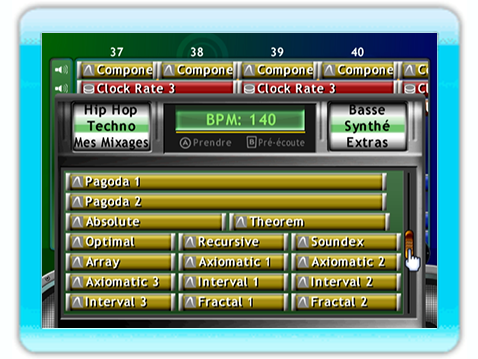 37 38 39 40
Compone Compone Compone Compone C
Clock Rate 3 Clock Rate 3
Hip Hop
Techno
Mes Mixages
BPM: 140
A Prendre B Pré-écoute
Basse
Synthé
Extras
Pagoda 1
Pagoda 2
Absolute Theorem
Optimal Recursive Soundex
Array Axiomatic 1 Axiomatic 2
Axiomatic 3 Interval 1 Interval 2
Interval 3 Fractal 1 Fractal 2